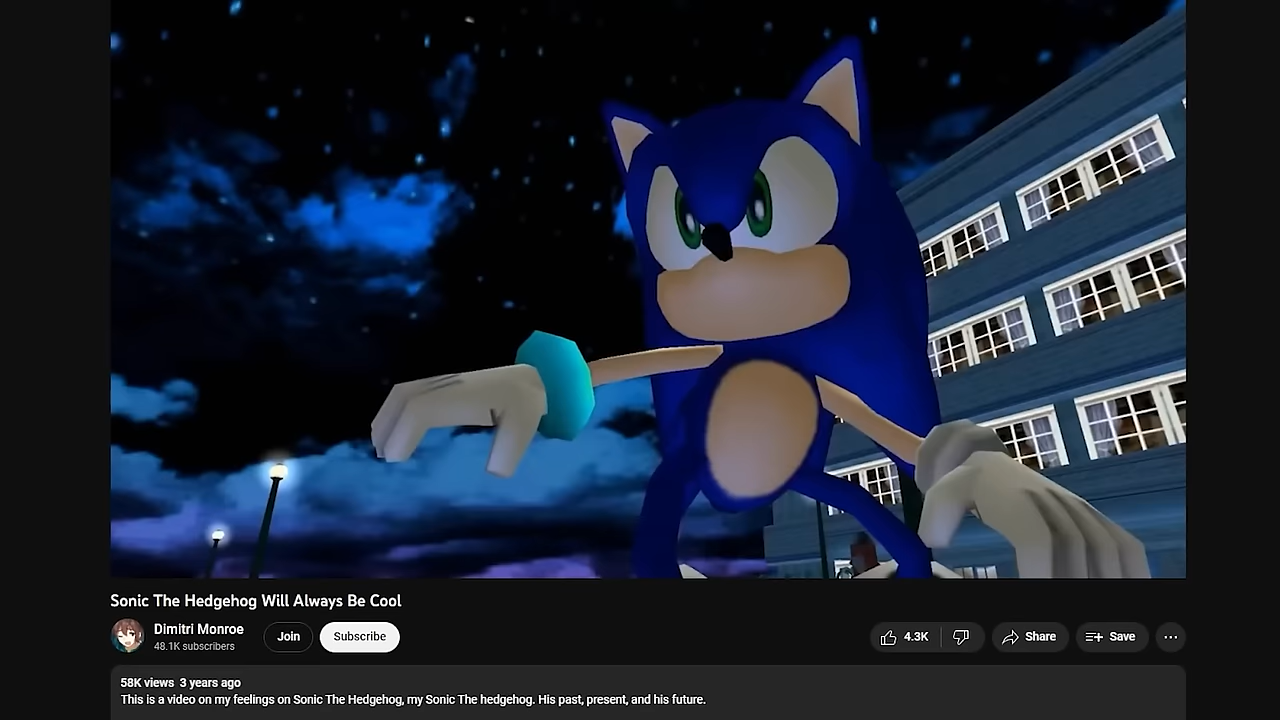 Sonic The Hedgehog Will Always Be Cool
Dimitri Monroe
48.1K subscribers
Join
Subscribe
4.3K
Share
Save
58K views 3 years ago
This is a video on my feelings on Sonic The Hedgehog, my Sonic The hedgehog. His past, present, and his future.